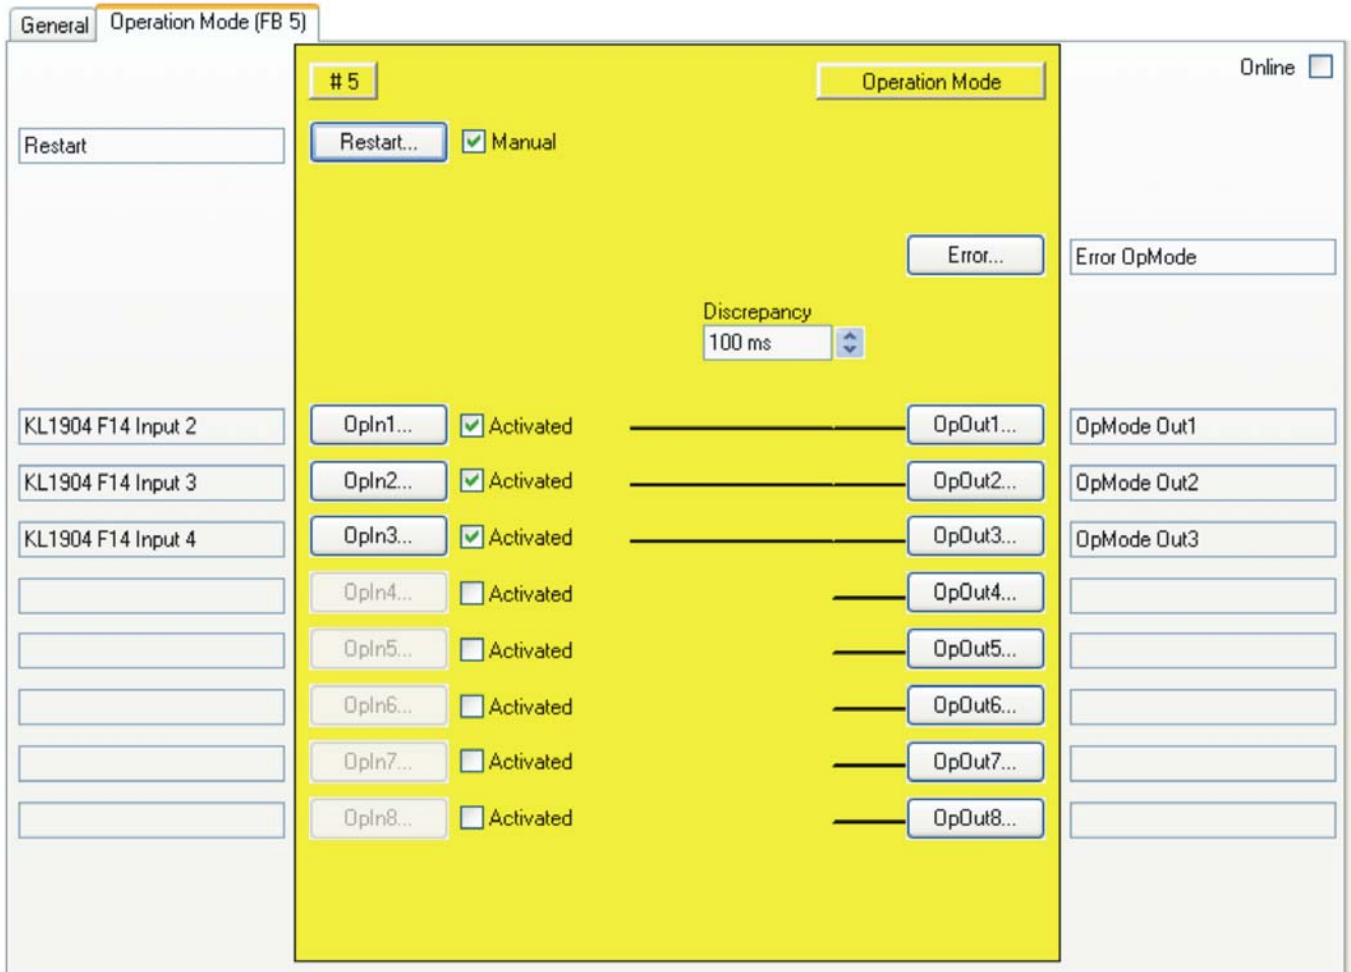 General Operation Mode (FB 5)
Online
# 5 Operation Mode
Restart Restart... Manual
Error... Error OpMode
Discrepancy
100 ms
KL1904 F14 Input 2 OpIn1... Activated OpOut1... OpMode Out1
KL1904 F14 Input 3 OpIn2... Activated OpOut2... OpMode Out2
KL1904 F14 Input 4 OpIn3... Activated OpOut3... OpMode Out3
OpIn4... Activated OpOut4...
OpIn5... Activated OpOut5...
OpIn6... Activated OpOut6...
OpIn7... Activated OpOut7...
OpIn8... Activated OpOut8...